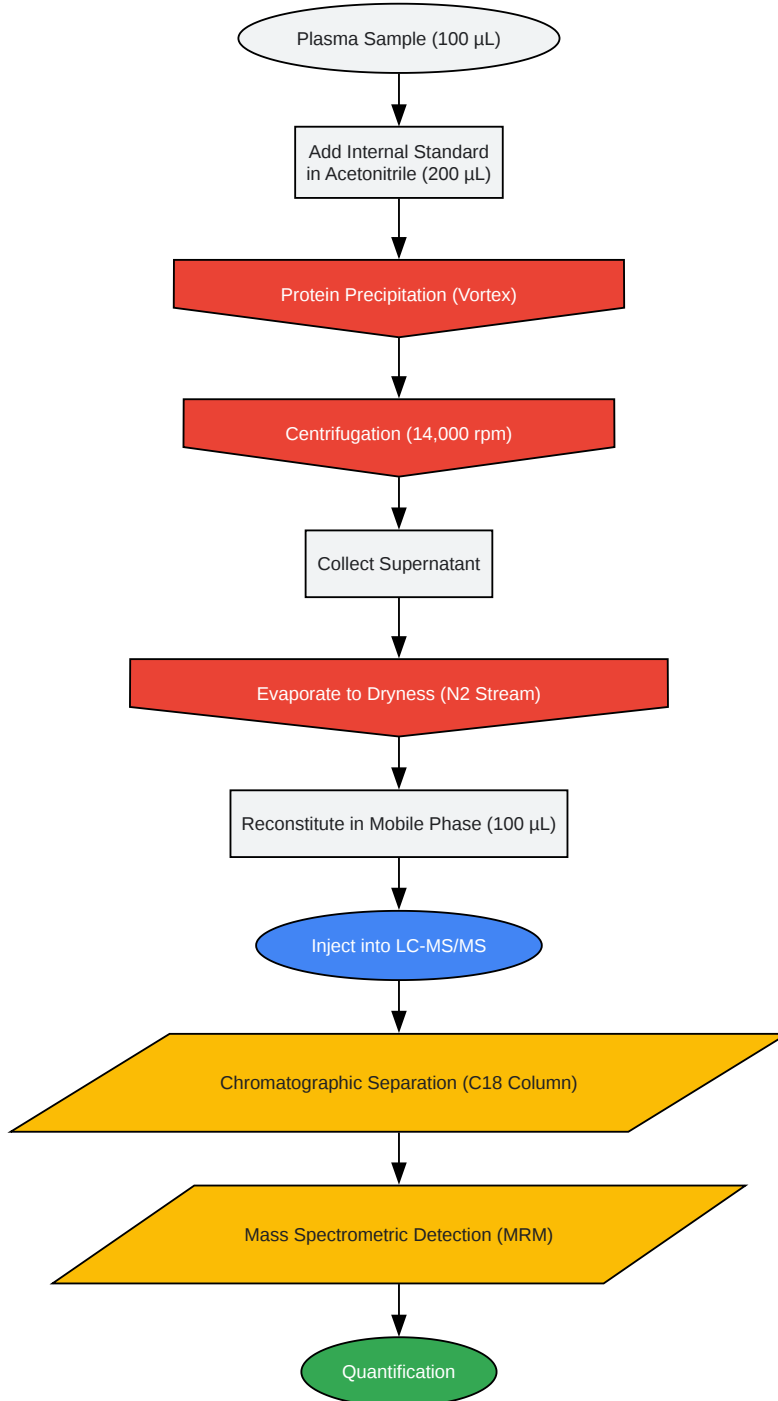 Plasma Sample (100 µL)
Add Internal Standard
in Acetonitrile (200 µL)
Protein Precipitation (Vortex)
Centrifugation (14,000 rpm)
Collect Supernatant
Evaporate to Dryness (N2 Stream)
Reconstitute in Mobile Phase (100 µL)
Inject into LC-MS/MS
Chromatographic Separation (C18 Column)
Mass Spectrometric Detection (MRM)
Quantification